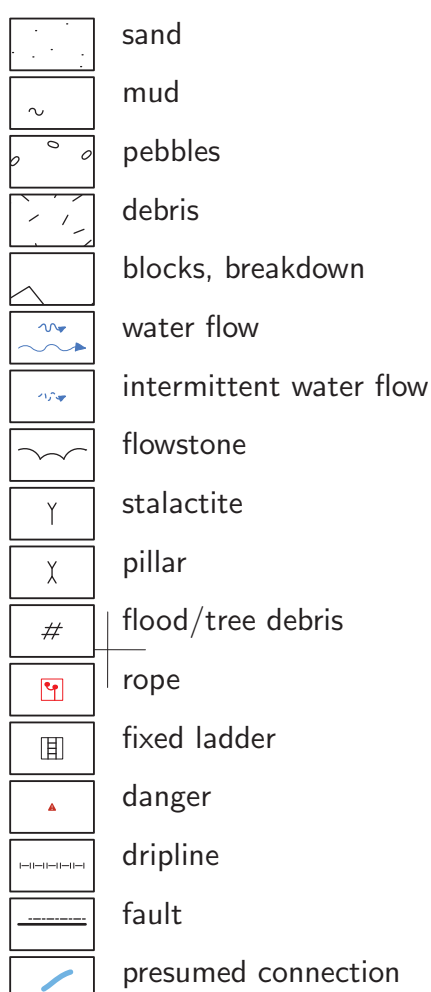 sand
mud
pebbles
debris
blocks, breakdown
water flow
intermittent water flow
flowstone
stalactite
pillar
flood/tree debris
rope
fixed ladder
danger
dripline
fault
presumed connection